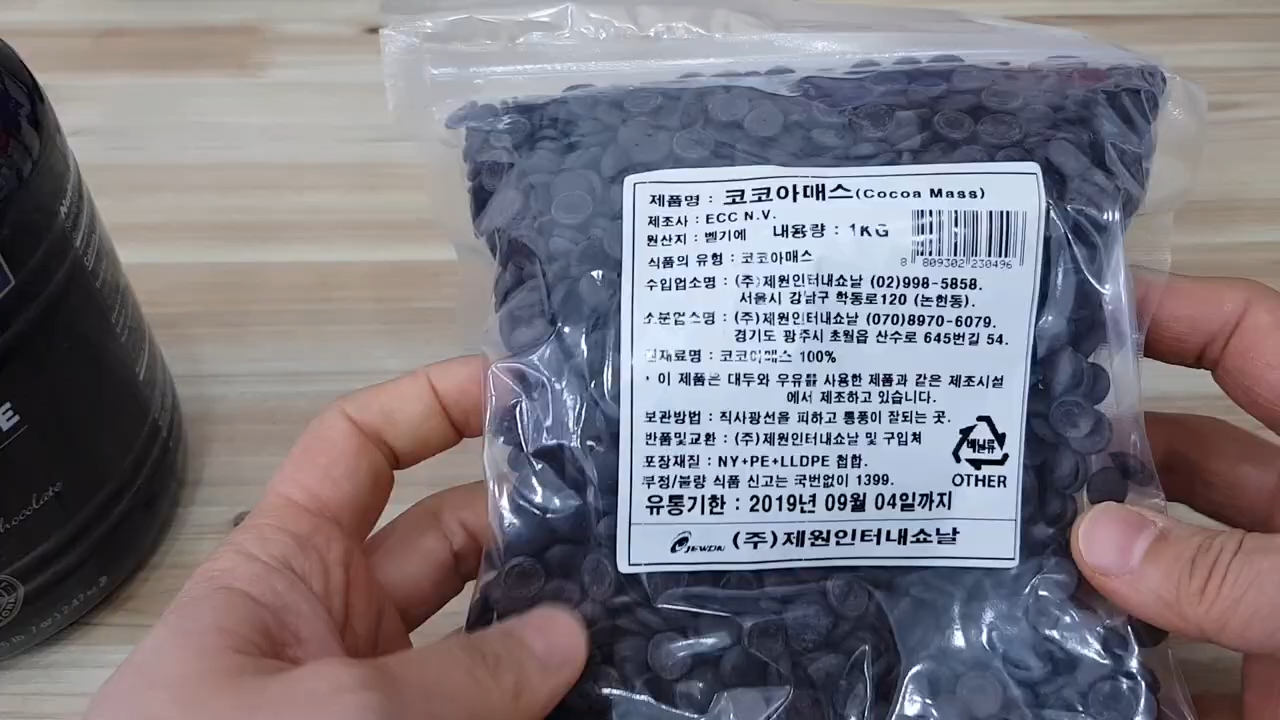 제품명 : 코코아매스(Cocoa Mass)
제조사 : ECC N.V.
원산지 : 벨기에 내용량 : 1KG
8 809302 230496
식품의 유형 : 코코아매스
수입업소명 : (주)제원인터내쇼날 (02)998-5858.
서울시 강남구 학동로120 (논현동).
소분업소명 : (주)제원인터내쇼날 (070)8970-6079.
경기도 광주시 초월읍 산수로 645번길 54.
원재료명 : 코코아매스 100%
* 이 제품은 대두와 우유를 사용한 제품과 같은 제조시설
에서 제조하고 있습니다.
보관방법 : 직사광선을 피하고 통풍이 잘되는 곳.
반품및교환 : (주)제원인터내쇼날 및 구입처
포장재질 : NY+PE+LLDPE 첩합.
부정/불량 식품 신고는 국번없이 1399.
비닐류
OTHER
유통기한 : 2019년 09월 04일까지
JEWON (주)제원인터내쇼날
E
Chocolate